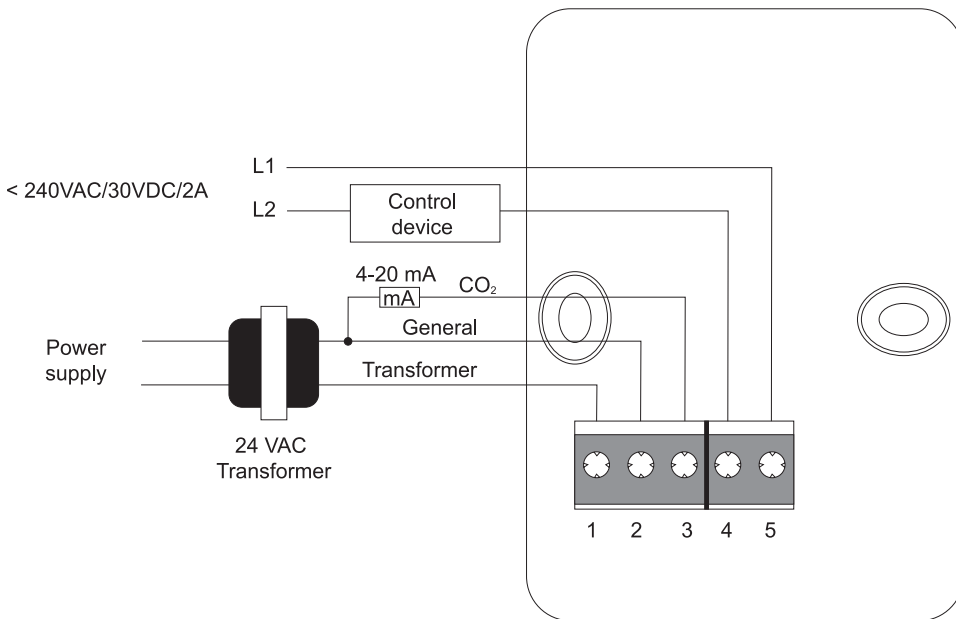 L1
< 240VAC/30VDC/2A
L2
Control
device
4-20 mA
mA
CO₂
General
Power
supply
Transformer
24 VAC
Transformer
1 2 3 4 5